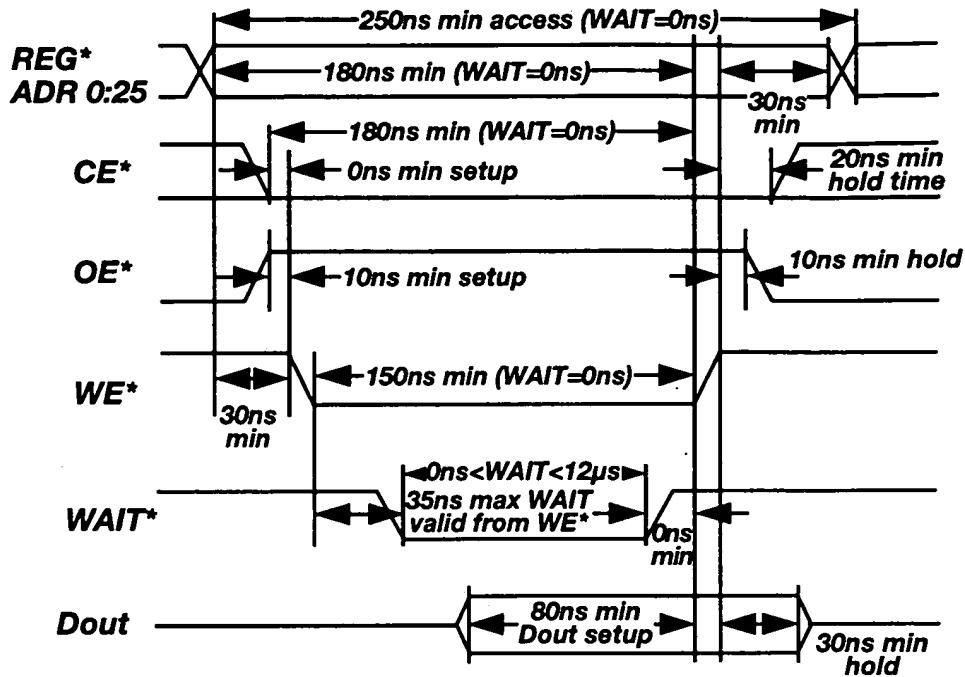 250ns min access (WAIT=0ns)
REG*
ADR 0:25
180ns min (WAIT=0ns)
30ns
min
180ns min (WAIT=0ns)
CE*
0ns min setup
20ns min
hold time
OE*
10ns min setup
10ns min hold
WE*
150ns min (WAIT=0ns)
30ns
min
0ns<WAIT<12µs
WAIT*
35ns max WAIT
valid from WE*
0ns
min
Dout
80ns min
Dout setup
30ns min
hold